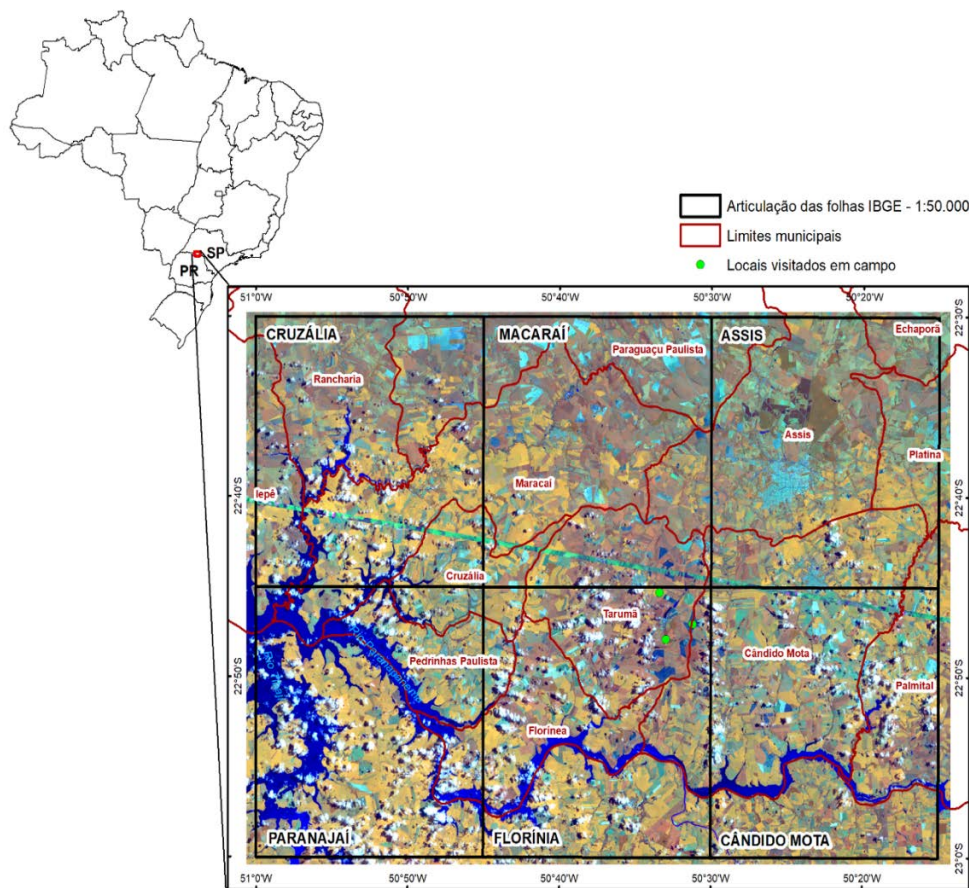 SP
PR
Articulação das folhas IBGE - 1:50.000
Limites municipais
Locais visitados em campo
51°0'W
50°50'W
50°40'W
50°30'W
50°20'W
22°30'S
22°40'S
22°50'S
23°0'S
CRUZÁLIA
MACARAÍ
ASSIS
Echaporã
Paraguaçu Paulista
Rancharia
Assis
Platina
Maracaí
Iepê
22°40'S
Cruzália
Tarumã
Pedrinhas Paulista
Cândido Mota
22°50'S
Palmital
Florínea
PARANAJAÍ
FLORÍNIA
CÂNDIDO MOTA
51°0'W
50°50'W
50°40'W
50°30'W
50°20'W